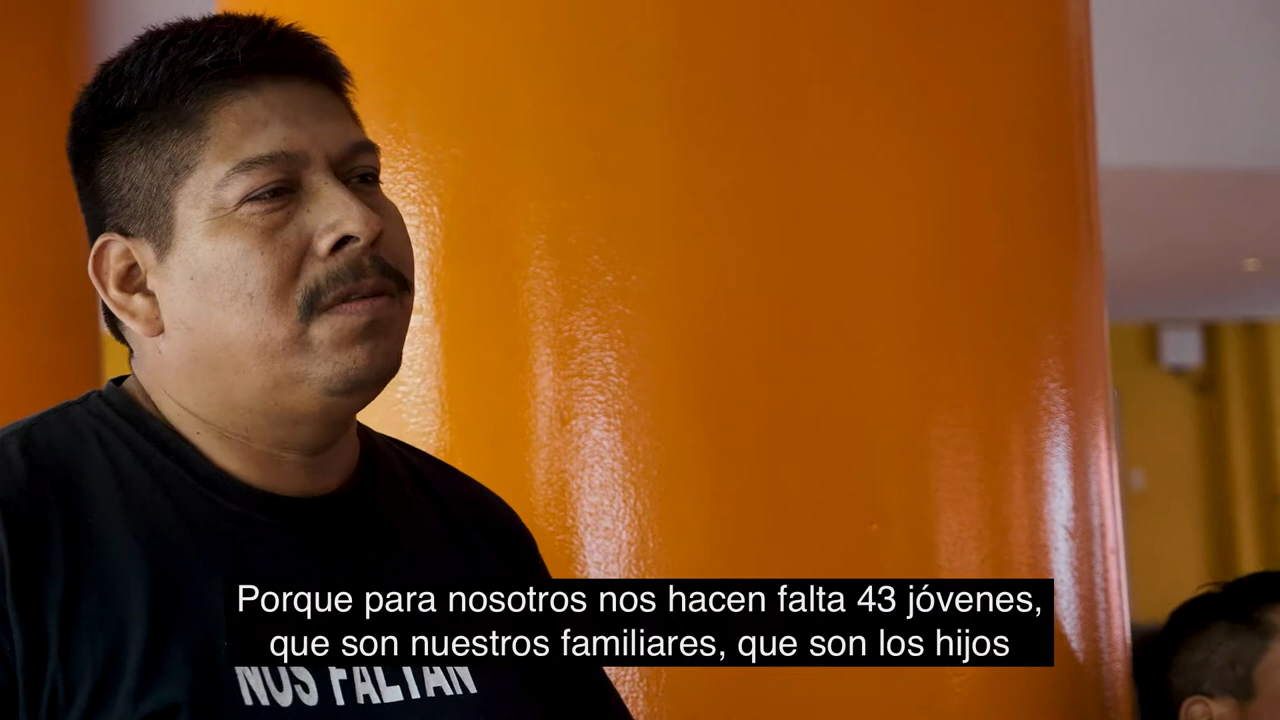 Porque para nosotros nos hacen falta 43 jóvenes,
que son nuestros familiares, que son los hijos
NOS FALTAN